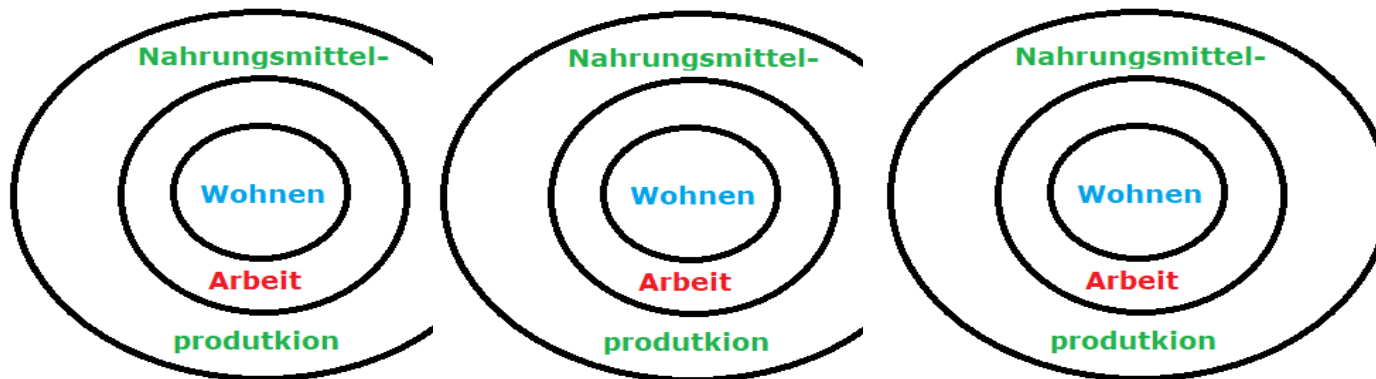 Nahrungsmittel- Nahrungsmittel- Nahrungsmittel-
Wohnen Wohnen Wohnen
Arbeit Arbeit Arbeit
produtkion produtkion produtkion